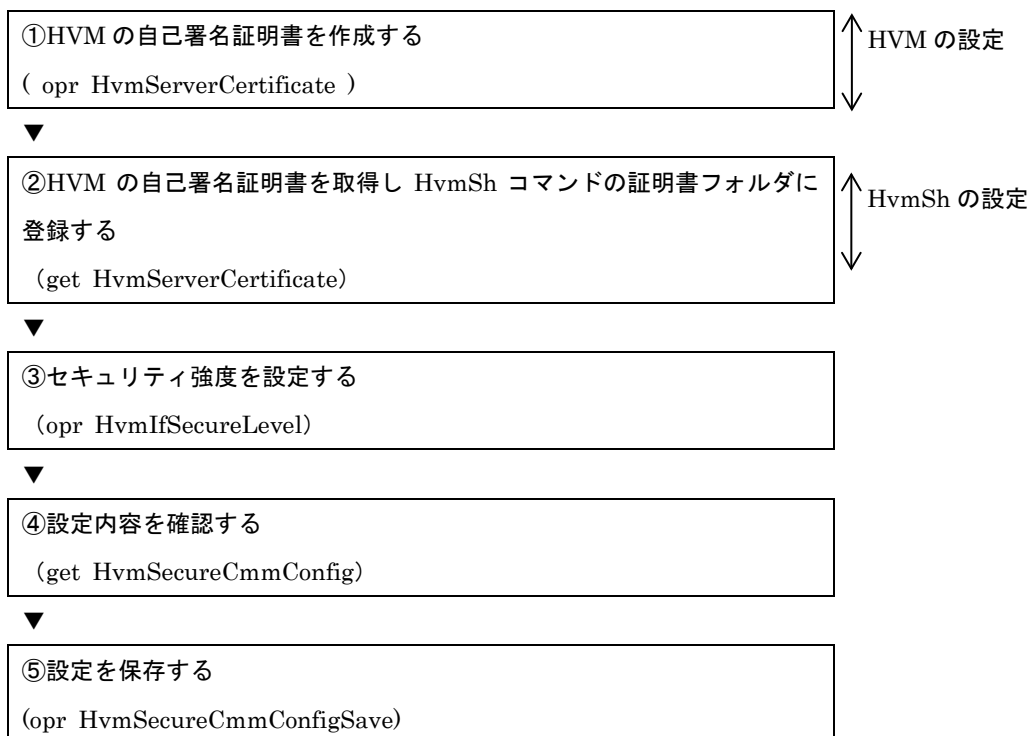 ①HVM の自己署名証明書を作成する
( opr HvmServerCertificate )
HVM の設定
▼
②HVM の自己署名証明書を取得し HvmSh コマンドの証明書フォルダに
登録する
（get HvmServerCertificate）
HvmSh の設定
▼
③セキュリティ強度を設定する
（opr HvmIfSecureLevel）
▼
④設定内容を確認する
（get HvmSecureCmmConfig）
▼
⑤設定を保存する
(opr HvmSecureCmmConfigSave)